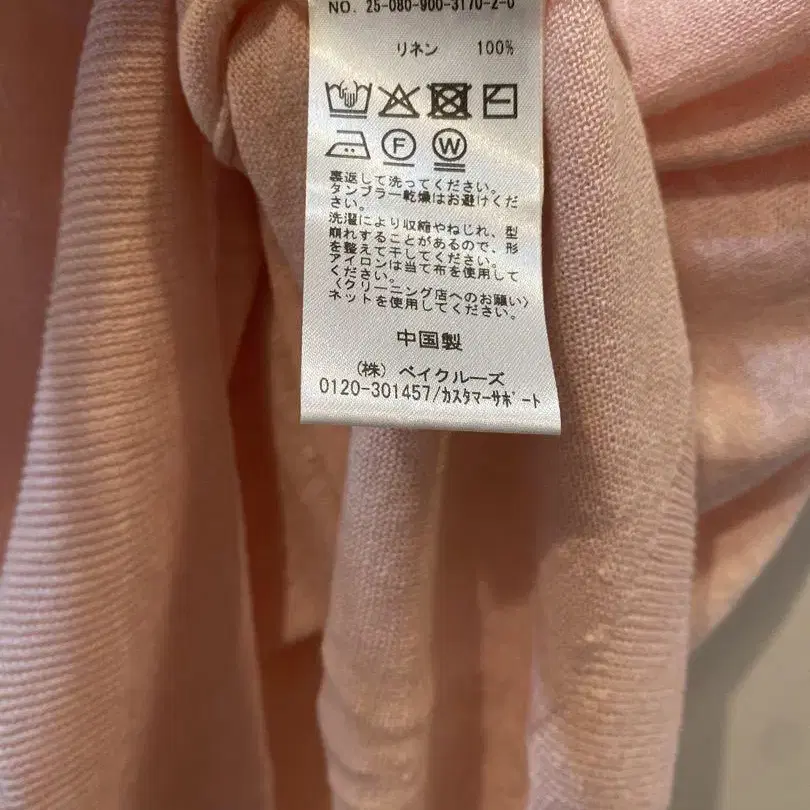 NO. 25-080-900-3170-2-0
リネン 100%
F W
裏返して洗ってください。
タンブラー乾燥はお避けくだ
さい。
洗濯により収縮やねじれ、型
崩れすることがあるので、形
を整えて干してください。
アイロンは当て布を使用して
ください。
〈クリーニング店へのお願い〉
ネットを使用してください。
中国製
(株) ベイクルーズ
0120-301457/カスタマーサポート